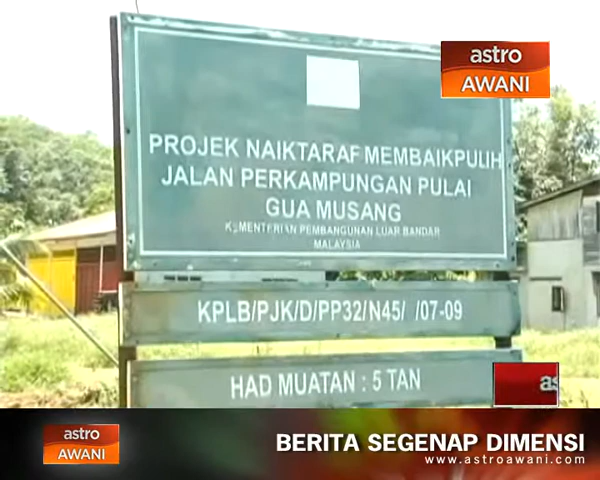 astro
AWANI
PROJEK NAIKTARAF MEMBAIKPULIH
JALAN PERKAMPUNGAN PULAI
GUA MUSANG
KEMENTERIAN PEMBANGUNAN LUAR BANDAR
MALAYSIA
KPLB/PJK/D/PP32/N45/ /07-09
HAD MUATAN : 5 TAN
as
astro
AWANI
BERITA SEGENAP DIMENSI
www.astroawani.com